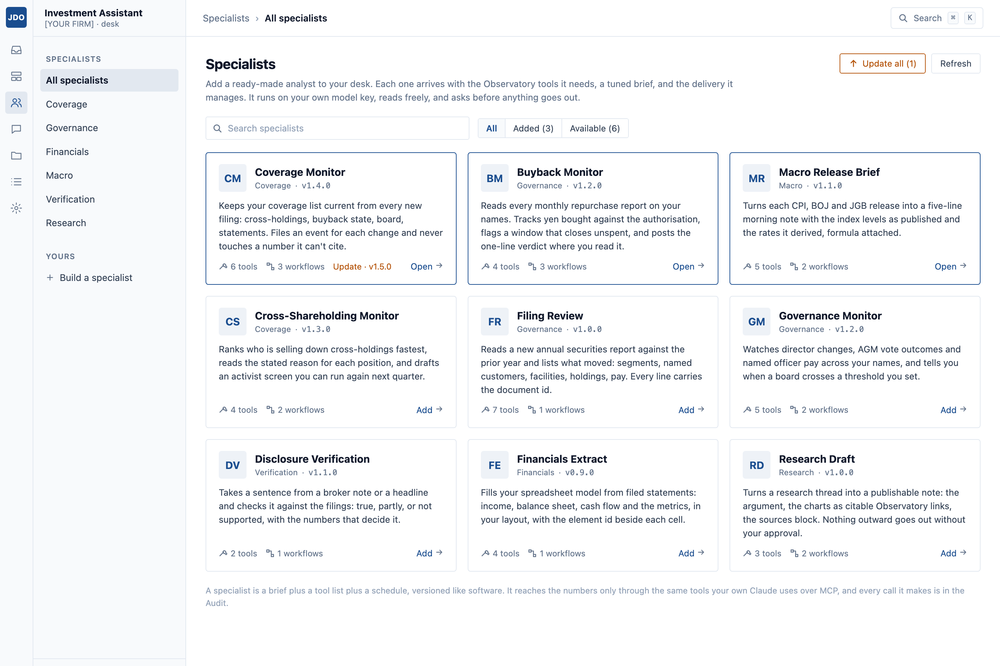 JDO
Investment Assistant
[YOUR FIRM] · desk
SPECIALISTS
All specialists
Coverage
Governance
Financials
Macro
Verification
Research
YOURS
+ Build a specialist
Specialists › All specialists
Search ⌘ K
Specialists
↑ Update all (1)
Refresh
Add a ready-made analyst to your desk. Each one arrives with the Observatory tools it needs, a tuned brief, and the delivery it
manages. It runs on your own model key, reads freely, and asks before anything goes out.
Search specialists
All
Added (3)
Available (6)
CM
Coverage Monitor
Coverage · v1.4.0
Keeps your coverage list current from every new
filing: cross-holdings, buyback state, board,
statements. Files an event for each change and never
touches a number it can't cite.
6 tools 3 workflows Update · v1.5.0 Open →
BM
Buyback Monitor
Governance · v1.2.0
Reads every monthly repurchase report on your
names. Tracks yen bought against the authorisation,
flags a window that closes unspent, and posts the
one-line verdict where you read it.
4 tools 3 workflows Open →
MR
Macro Release Brief
Macro · v1.1.0
Turns each CPI, BOJ and JGB release into a five-line
morning note with the index levels as published and
the rates it derived, formula attached.
5 tools 2 workflows Open →
CS
Cross-Shareholding Monitor
Coverage · v1.3.0
Ranks who is selling down cross-holdings fastest,
reads the stated reason for each position, and drafts
an activist screen you can run again next quarter.
4 tools 2 workflows Add →
FR
Filing Review
Governance · v1.0.0
Reads a new annual securities report against the
prior year and lists what moved: segments, named
customers, facilities, holdings, pay. Every line carries
the document id.
7 tools 1 workflows Add →
GM
Governance Monitor
Governance · v1.2.0
Watches director changes, AGM vote outcomes and
named officer pay across your names, and tells you
when a board crosses a threshold you set.
5 tools 2 workflows Add →
DV
Disclosure Verification
Verification · v1.1.0
Takes a sentence from a broker note or a headline
and checks it against the filings: true, partly, or not
supported, with the numbers that decide it.
2 tools 1 workflows Add →
FE
Financials Extract
Financials · v0.9.0
Fills your spreadsheet model from filed statements:
income, balance sheet, cash flow and the metrics, in
your layout, with the element id beside each cell.
4 tools 1 workflows Add →
RD
Research Draft
Research · v1.0.0
Turns a research thread into a publishable note: the
argument, the charts as citable Observatory links,
the sources block. Nothing outward goes out without
your approval.
3 tools 2 workflows Add →
A specialist is a brief plus a tool list plus a schedule, versioned like software. It reaches the numbers only through the same tools your own Claude uses over MCP, and every call it makes is in the
Audit.